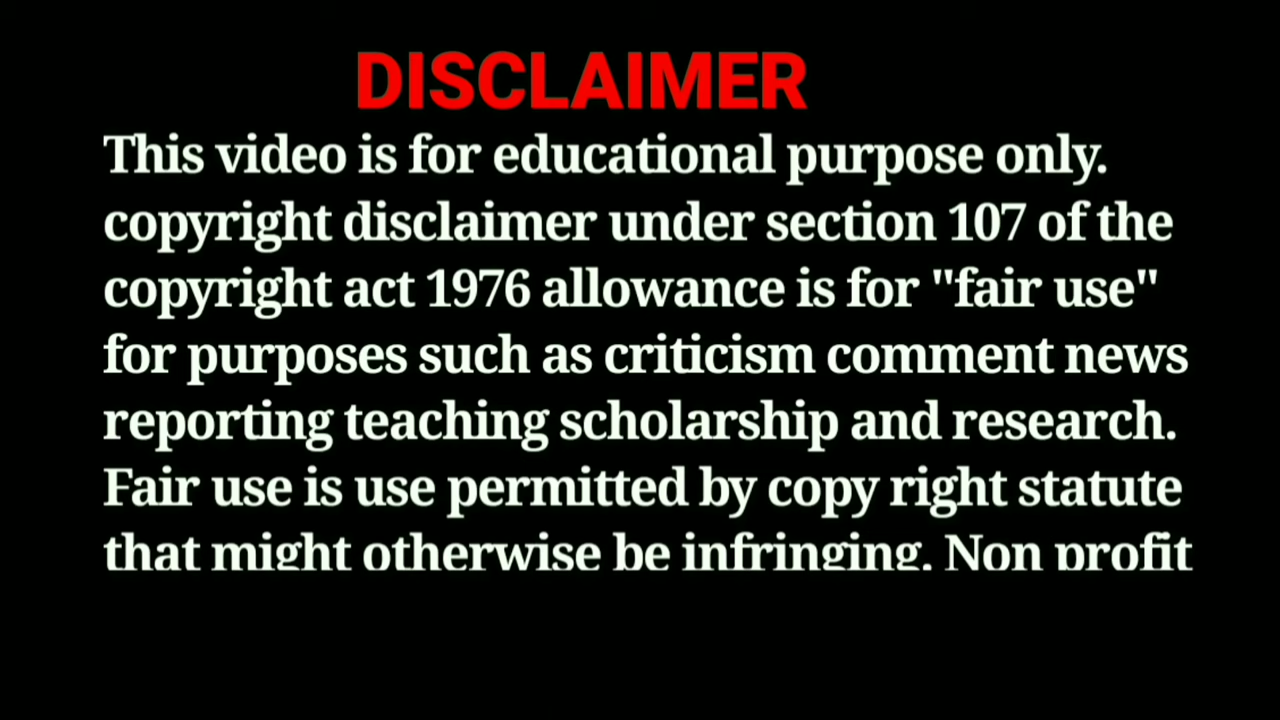 DISCLAIMER
This video is for educational purpose only.
copyright disclaimer under section 107 of the
copyright act 1976 allowance is for "fair use"
for purposes such as criticism comment news
reporting teaching scholarship and research.
Fair use is use permitted by copy right statute
that might otherwise be infringing. Non profit